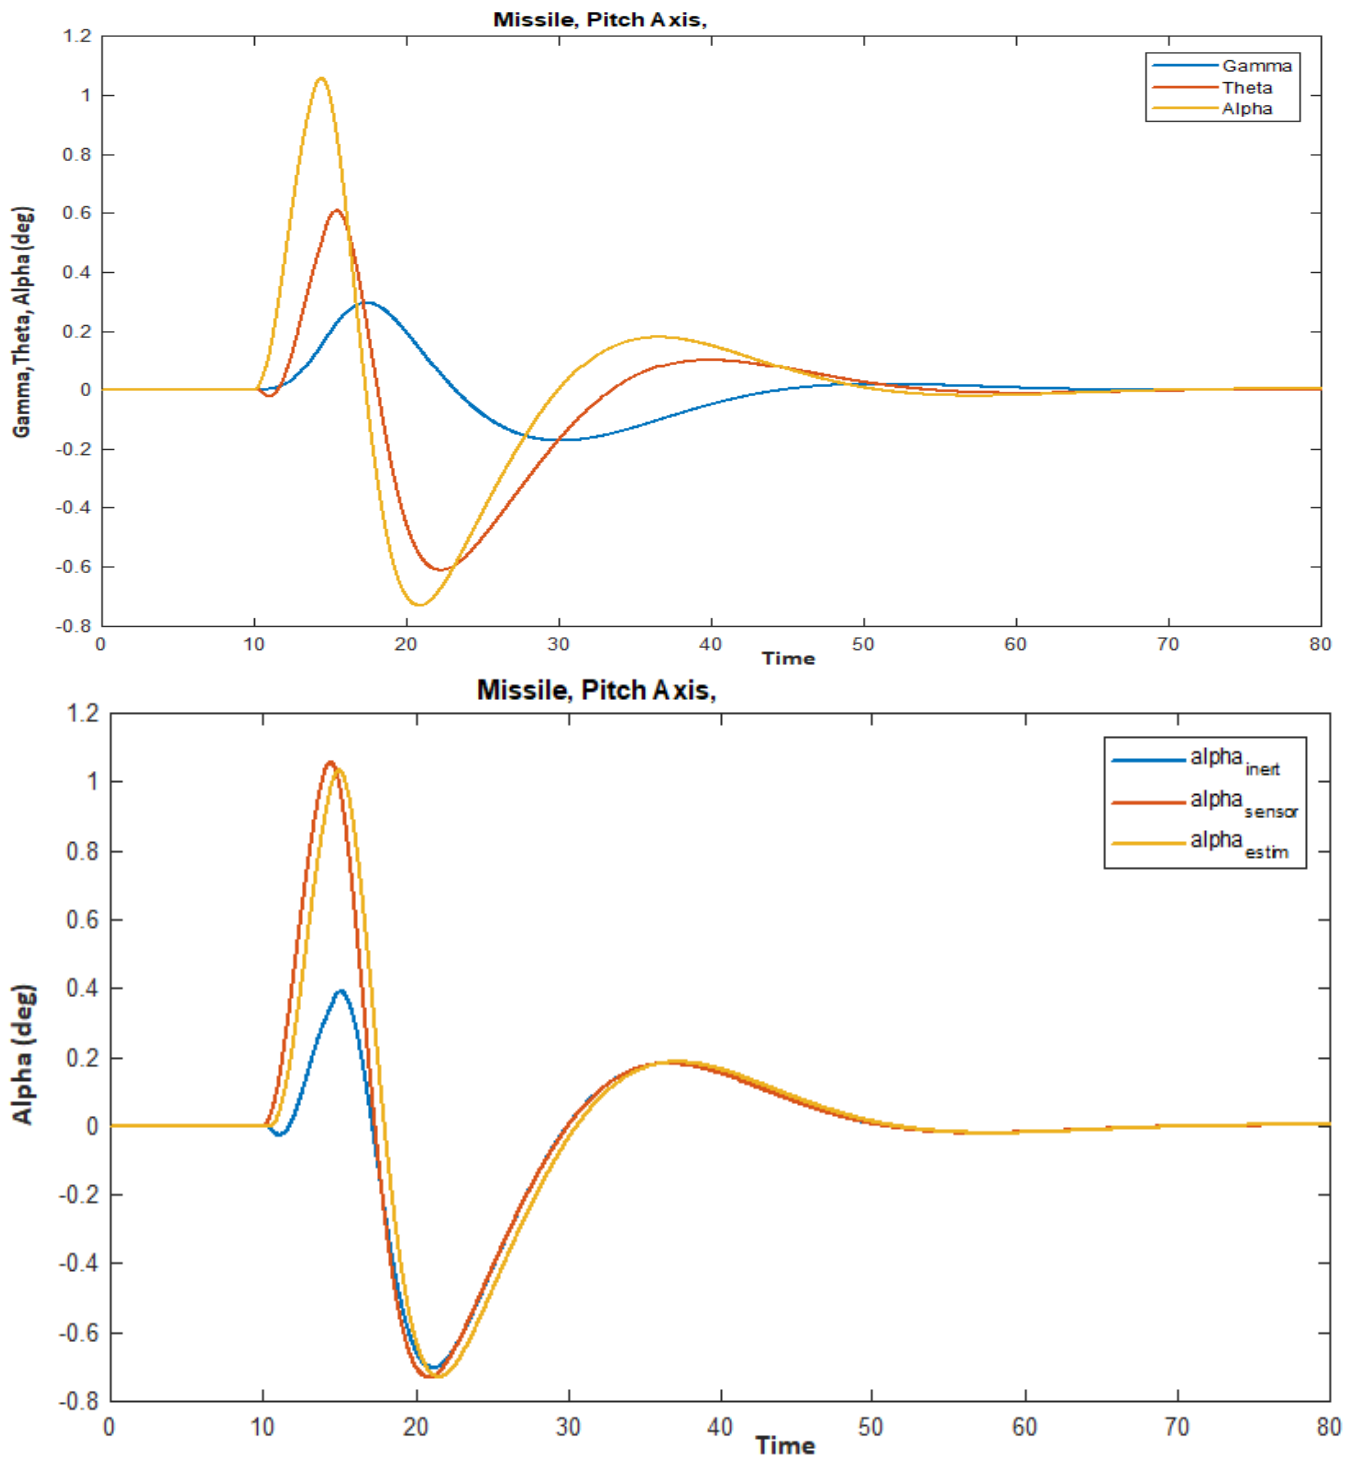 Missile, Pitch Axis,
1.2
1
0.8
0.6
0.4
0.2
0
-0.2
-0.4
-0.6
-0.8
Gamma, Theta, Alpha (deg)
Gamma
Theta
Alpha
0 10 20 30 40 50 60 70 80
Time
Missile, Pitch Axis,
1.2
1
0.8
0.6
0.4
0.2
0
-0.2
-0.4
-0.6
-0.8
Alpha (deg)
alpha inert
alpha sensor
alpha estim
0 10 20 30 40 50 60 70 80
Time